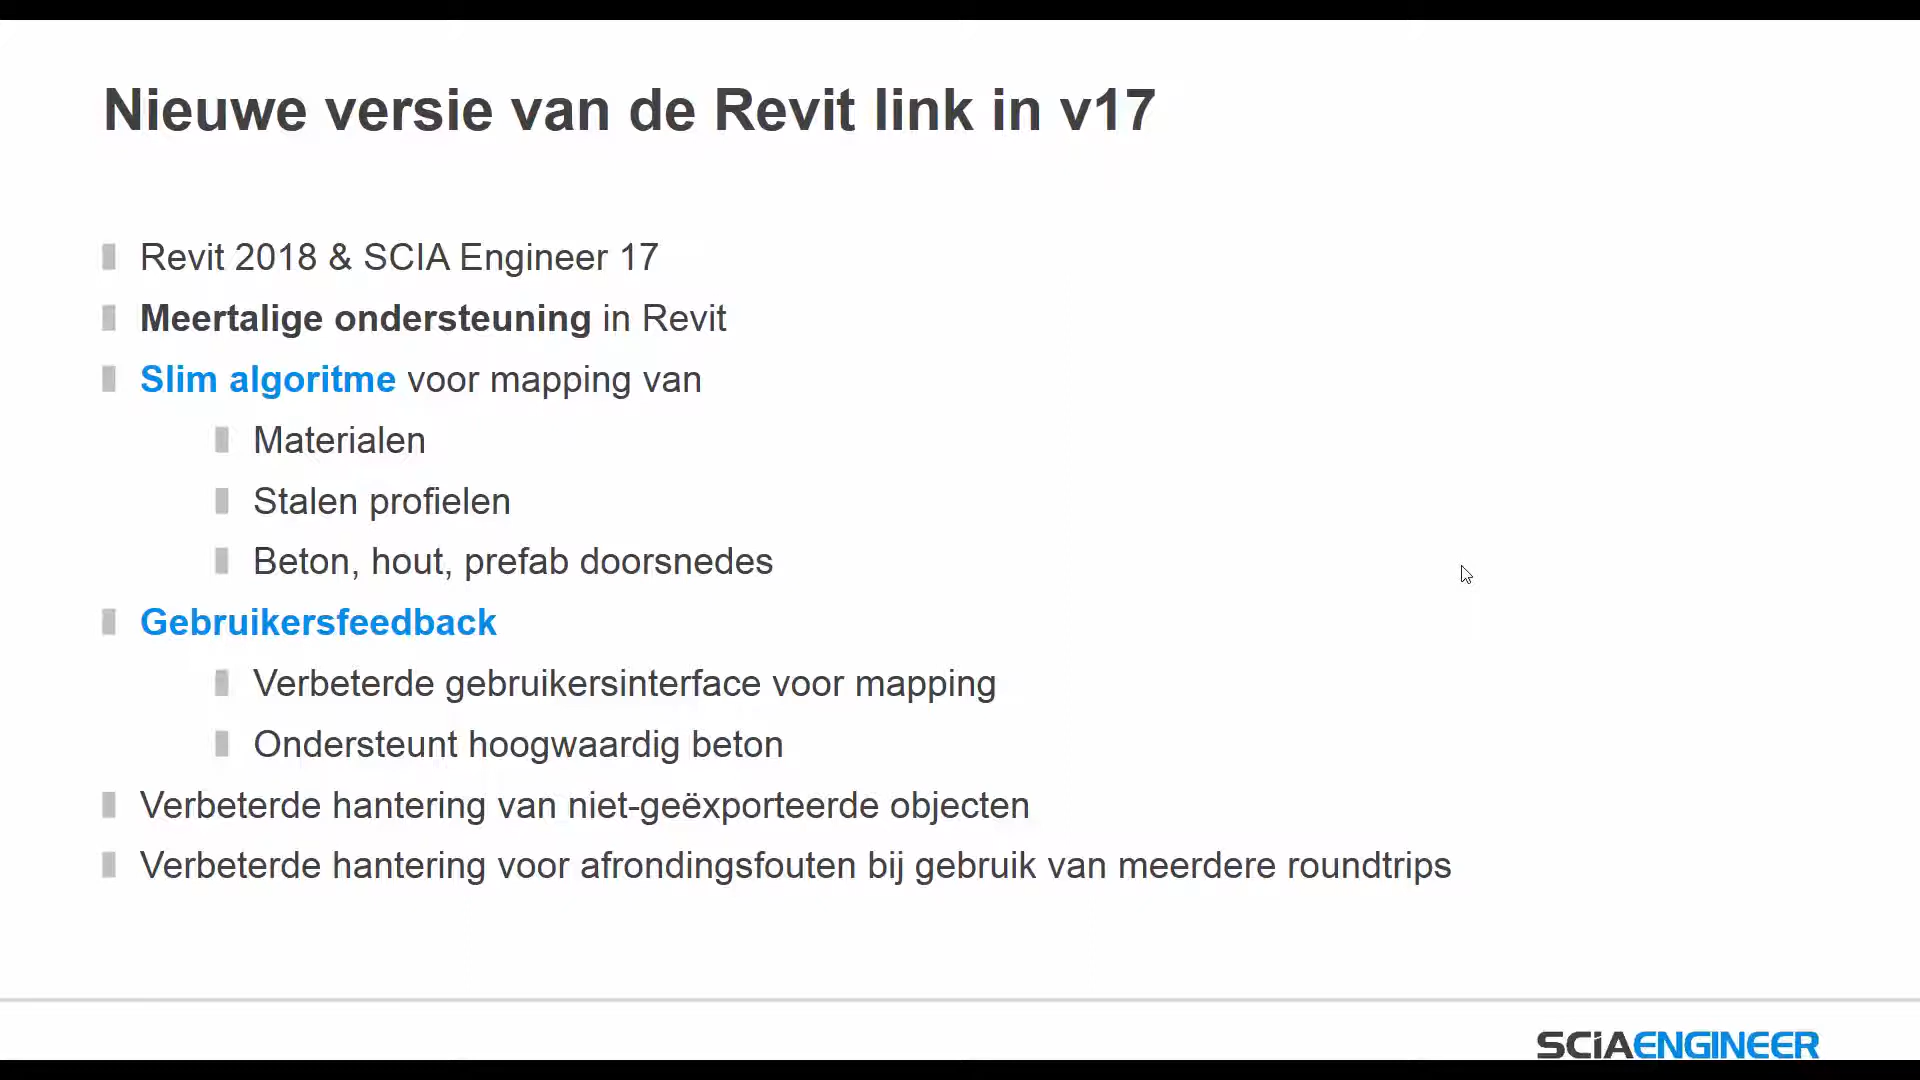 Nieuwe versie van de Revit link in v17
Revit 2018 & SCIA Engineer 17
Meertalige ondersteuning in Revit
Slim algoritme voor mapping van
Materialen
Stalen profielen
Beton, hout, prefab doorsnedes
Gebruikersfeedback
Verbeterde gebruikersinterface voor mapping
Ondersteunt hoogwaardig beton
Verbeterde hantering van niet-geëxporteerde objecten
Verbeterde hantering voor afrondingsfouten bij gebruik van meerdere roundtrips
SCiAENGINEER